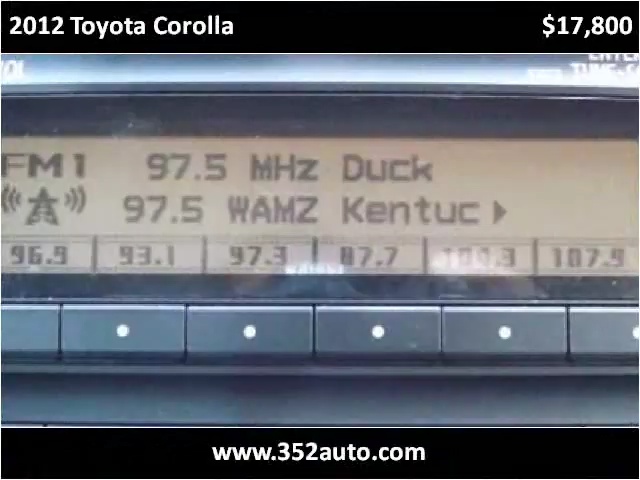 2012 Toyota Corolla $17,800
FM1 97.5 MHz Duck
97.5 WAMZ Kentuc
96.9 93.1 97.3 87.7 107.9
www.352auto.com